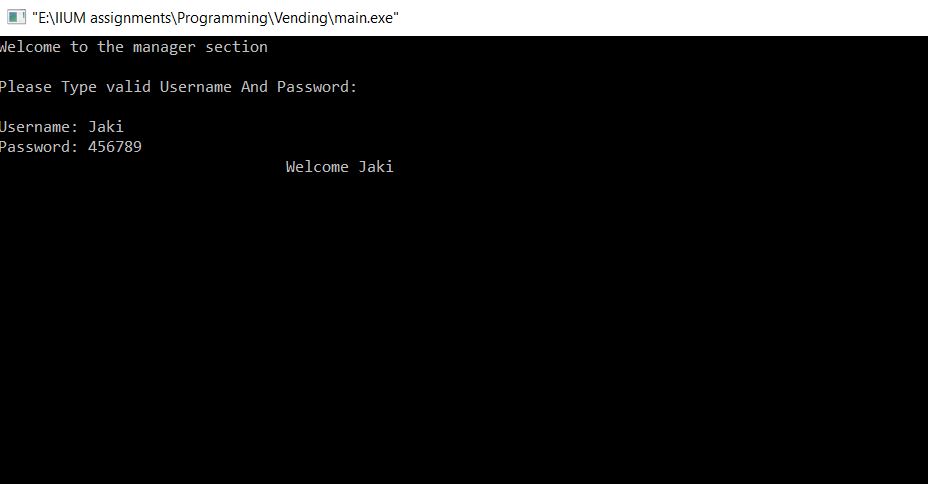 "E:\IIUM assignments\Programming\Vending\main.exe"
Welcome to the manager section
Please Type valid Username And Password:
Username: Jaki
Password: 456789
Welcome Jaki